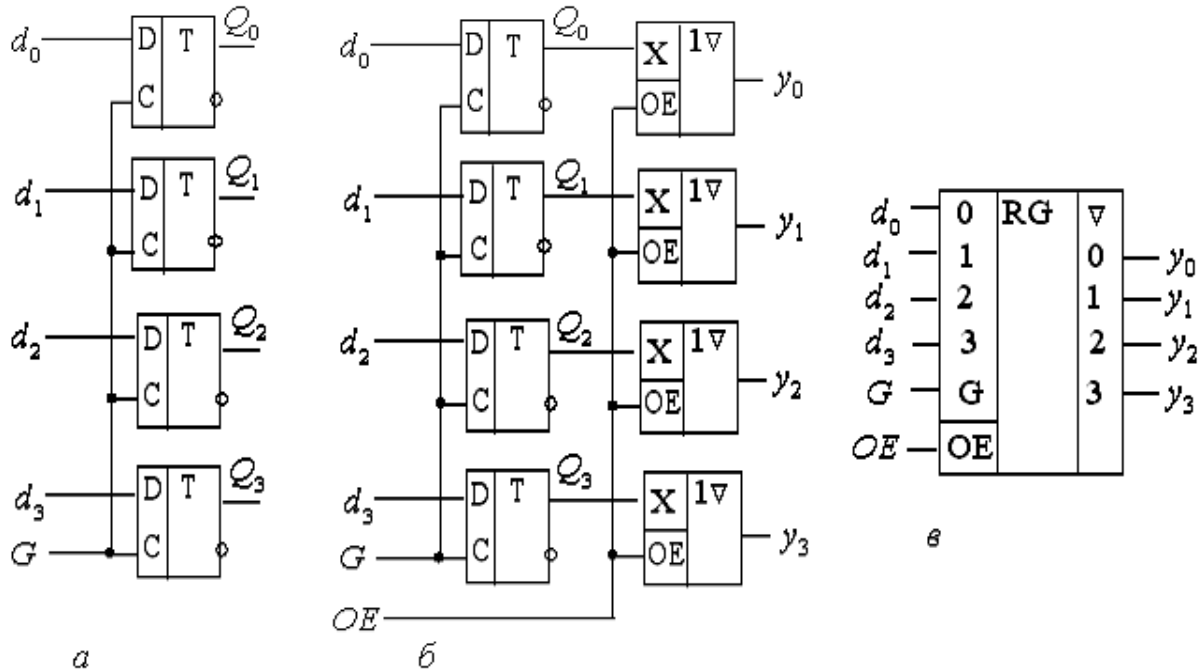 d₀ D T Q₀
C
d₁ D T Q₁
C
d₂ D T Q₂
C
d₃ D T Q₃
G C
а
d₀ D T Q₀ X 1▽
C OE y₀
d₁ D T Q₁ X 1▽
C OE y₁
d₂ D T Q₂ X 1▽
C OE y₂
d₃ D T Q₃ X 1▽
G C OE y₃
OE
б
d₀ 0 RG ▽
d₁ 1 0 y₀
d₂ 2 1 y₁
d₃ 3 2 y₂
G G 3 y₃
OE OE
в